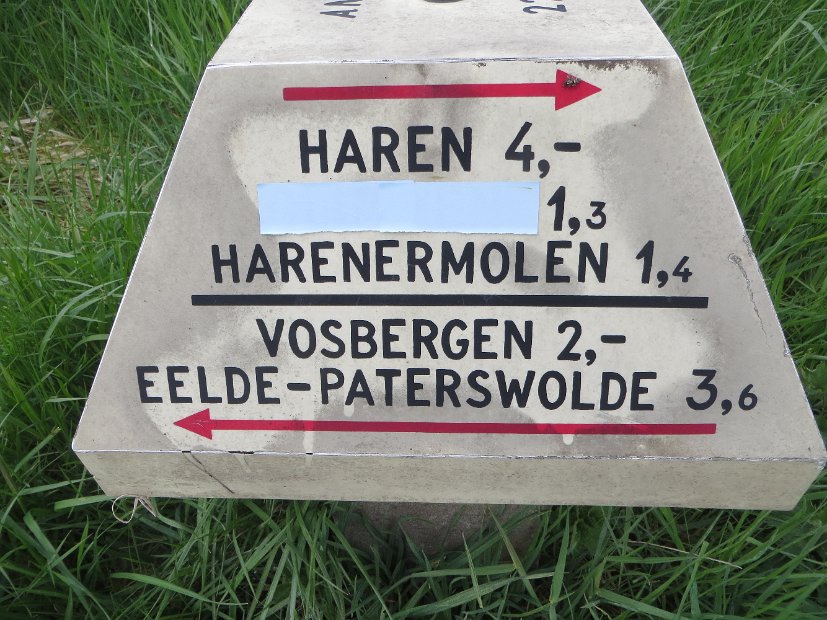 HAREN 4,-
1,3
HARENERMOLEN 1,4
VOSBERGEN 2,-
EELDE-PATERSWOLDE 3,6